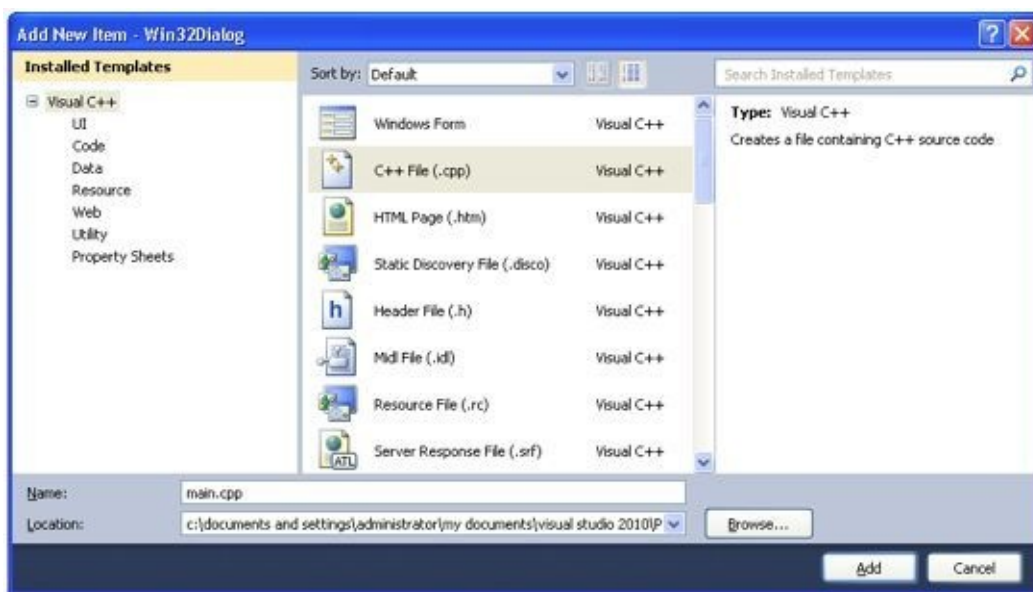 Add New Item - Win32Dialog
Installed Templates
Visual C++
UI
Code
Data
Resource
Web
Utility
Property Sheets
Sort by: Default
Windows Form Visual C++
C++ File (.cpp) Visual C++
HTML Page (.htm) Visual C++
Static Discovery File (.disco) Visual C++
Header File (.h) Visual C++
Midl File (.idl) Visual C++
Resource File (.rc) Visual C++
ATL
Server Response File (.srf) Visual C++
Search Installed Templates
Type: Visual C++
Creates a file containing C++ source code
Name: main.cpp
Location: c:\documents and settings\administrator\my documents\visual studio 2010\P
Browse...
Add Cancel